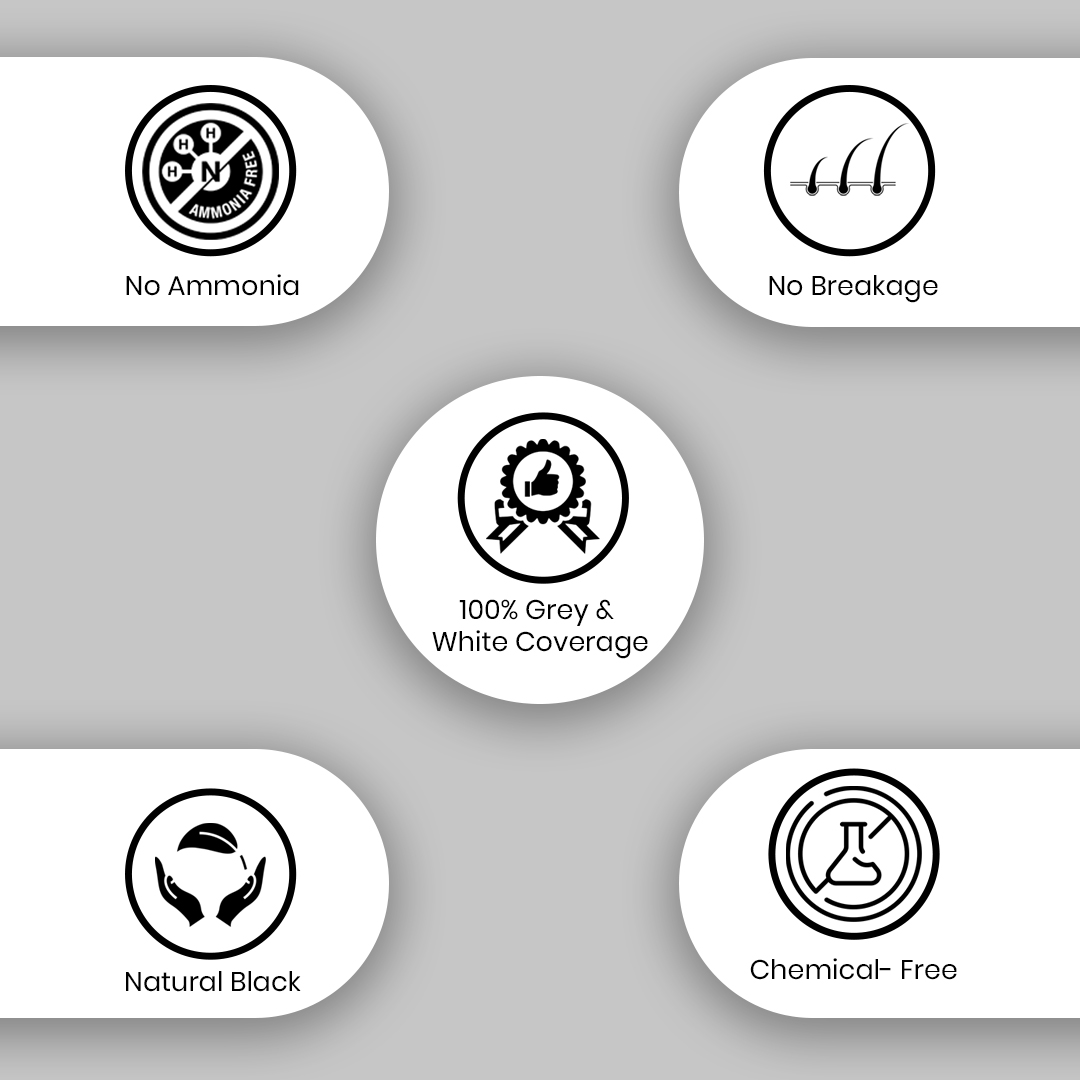 H
H
H
N
AMMONIA FREE
No Ammonia
No Breakage
100% Grey &
White Coverage
Natural Black
Chemical- Free